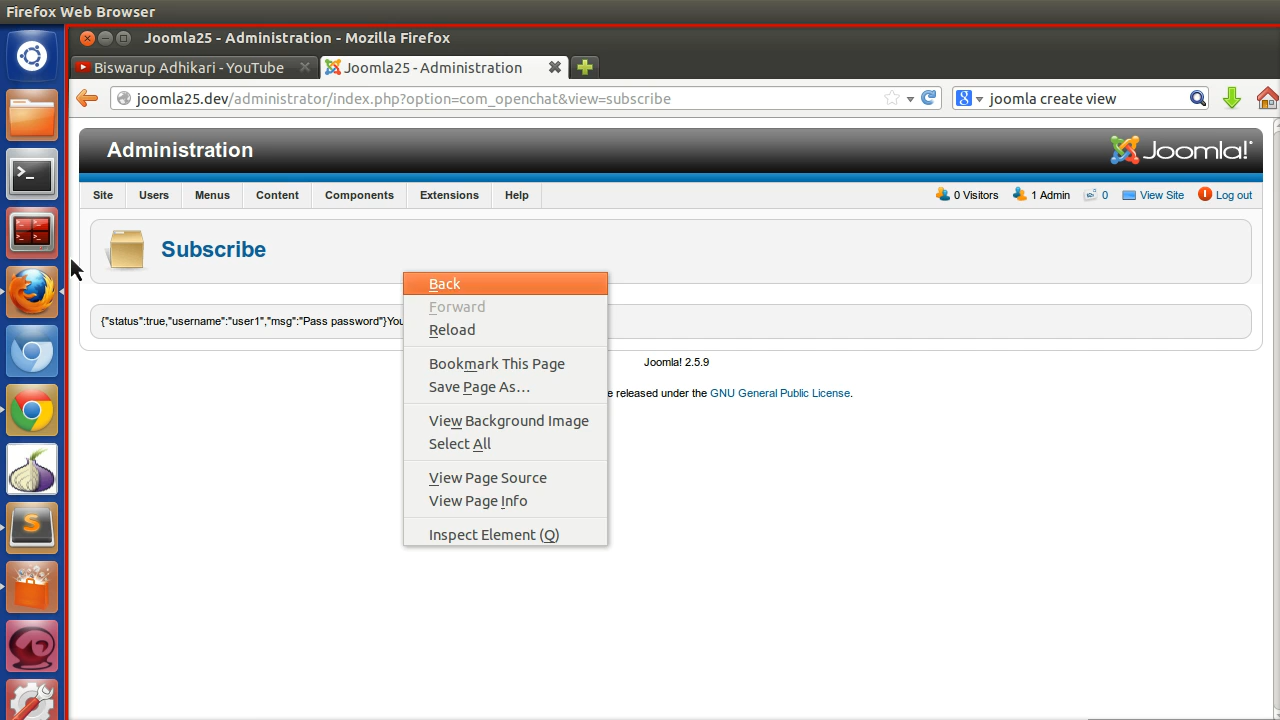 Firefox Web Browser
Joomla25 - Administration - Mozilla Firefox
Biswarup Adhikari - YouTube
Joomla25 - Administration
joomla25.dev/administrator/index.php?option=com_openchat&view=subscribe
joomla create view
Administration
Joomla!
Site Users Menus Content Components Extensions Help 0 Visitors 1 Admin 0 View Site Log out
Subscribe
Back
Forward
{"status":true,"username":"user1","msg":"Pass password"}You
Reload
Joomla! 2.5.9
Bookmark This Page
Save Page As…
released under the GNU General Public License.
View Background Image
Select All
View Page Source
View Page Info
Inspect Element (Q)